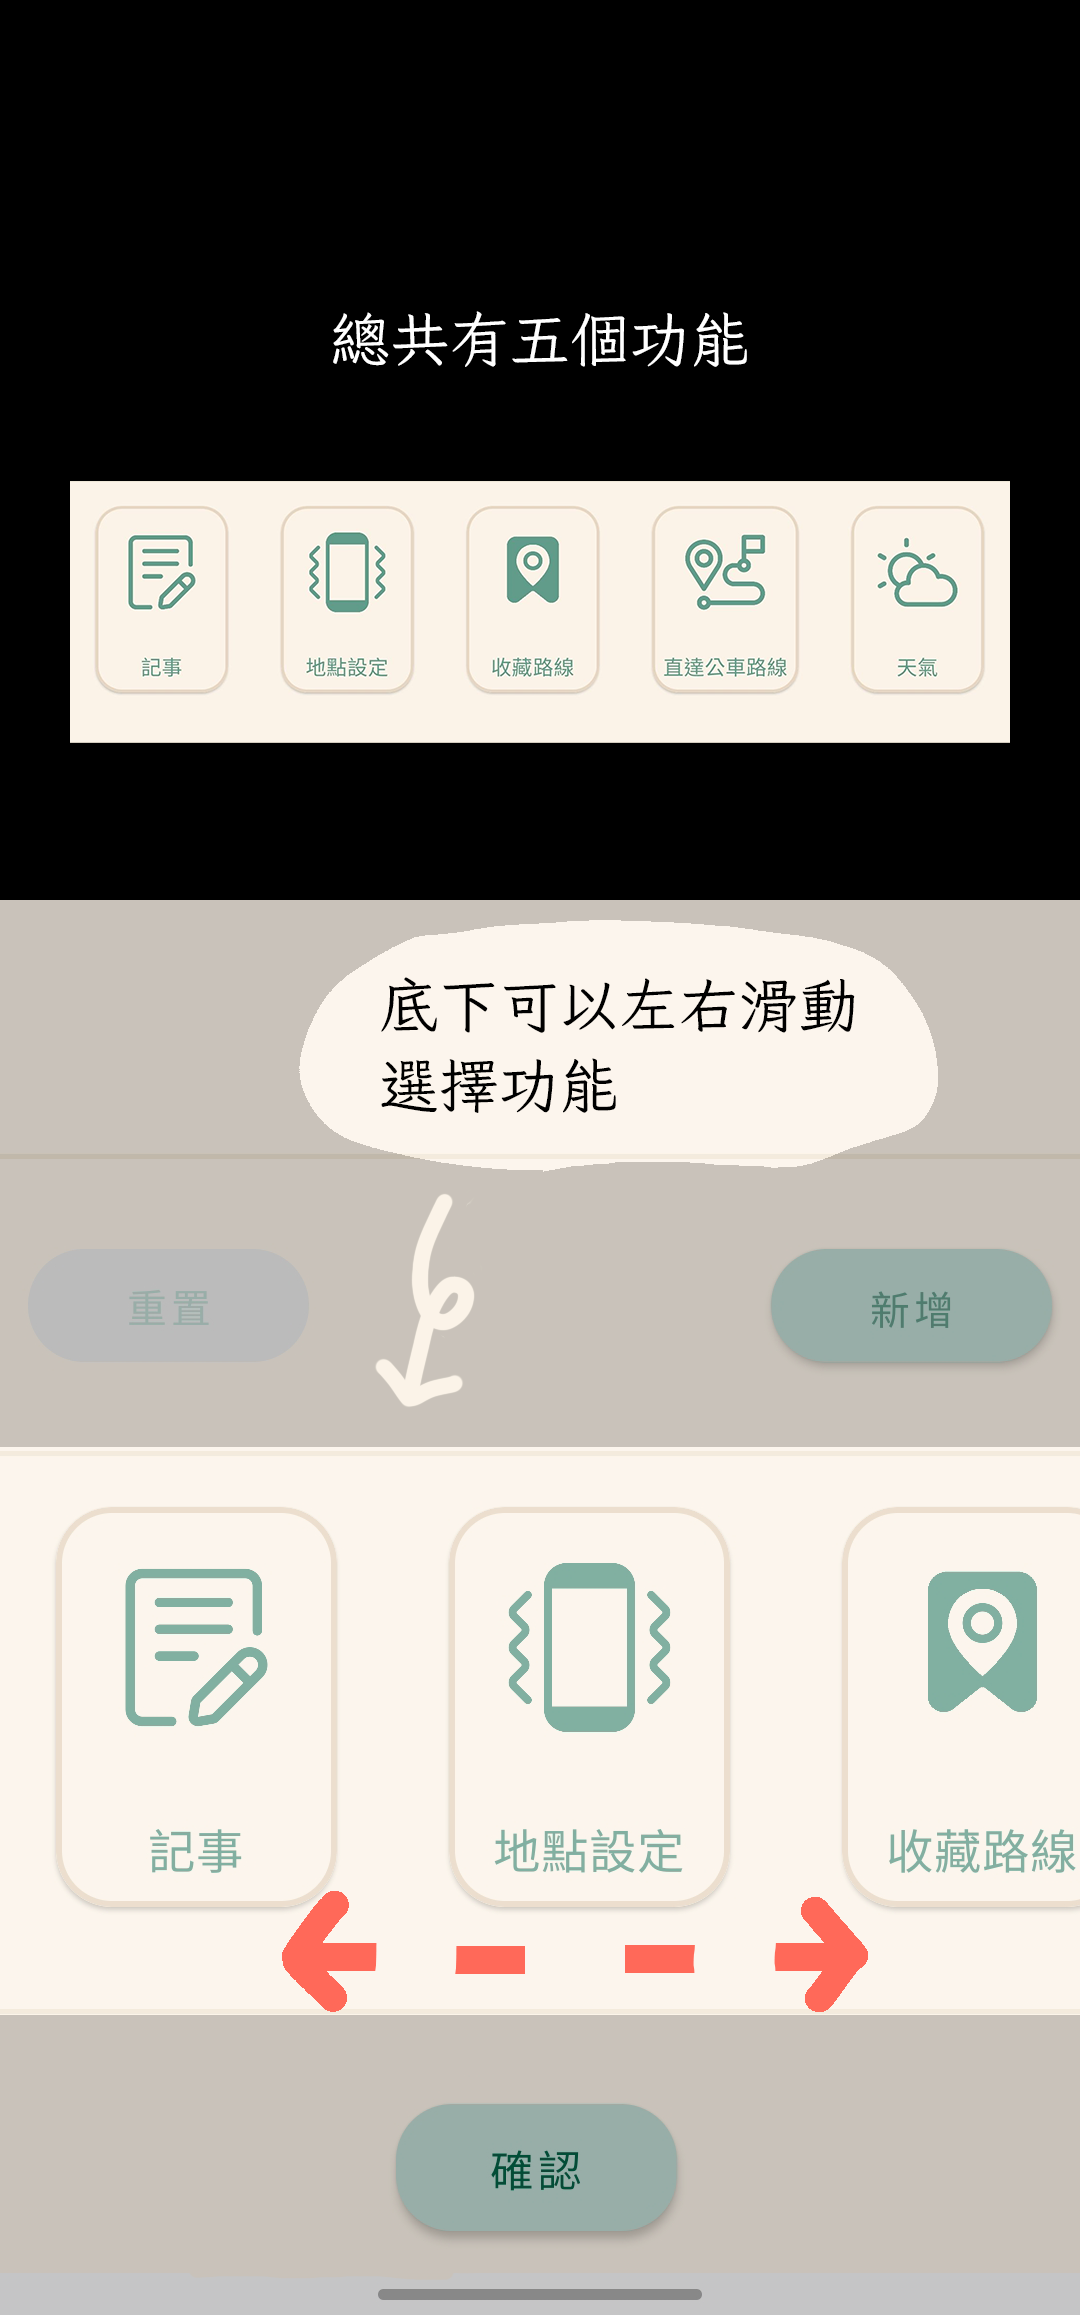 總共有五個功能
記事
地點設定
收藏路線
直達公車路線
天氣
底下可以左右滑動
選擇功能
重置
新增
記事
地點設定
收藏路線
確認